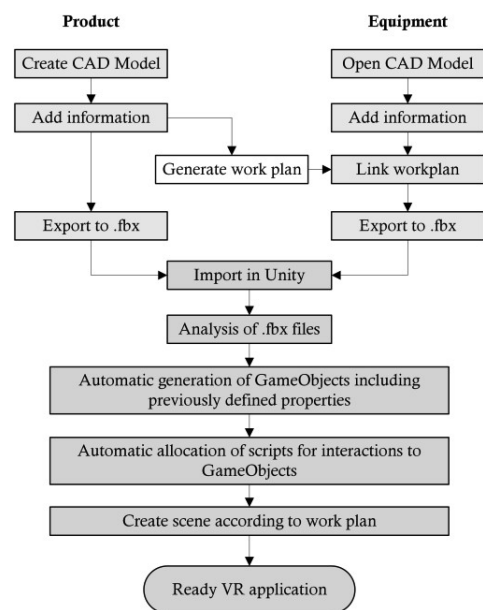 Product
Equipment
Create CAD Model
Open CAD Model
Add information
Add information
Generate work plan
Link workplan
Export to .fbx
Export to .fbx
Import in Unity
Analysis of .fbx files
Automatic generation of GameObjects including
previously defined properties
Automatic allocation of scripts for interactions to
GameObjects
Create scene according to work plan
Ready VR application